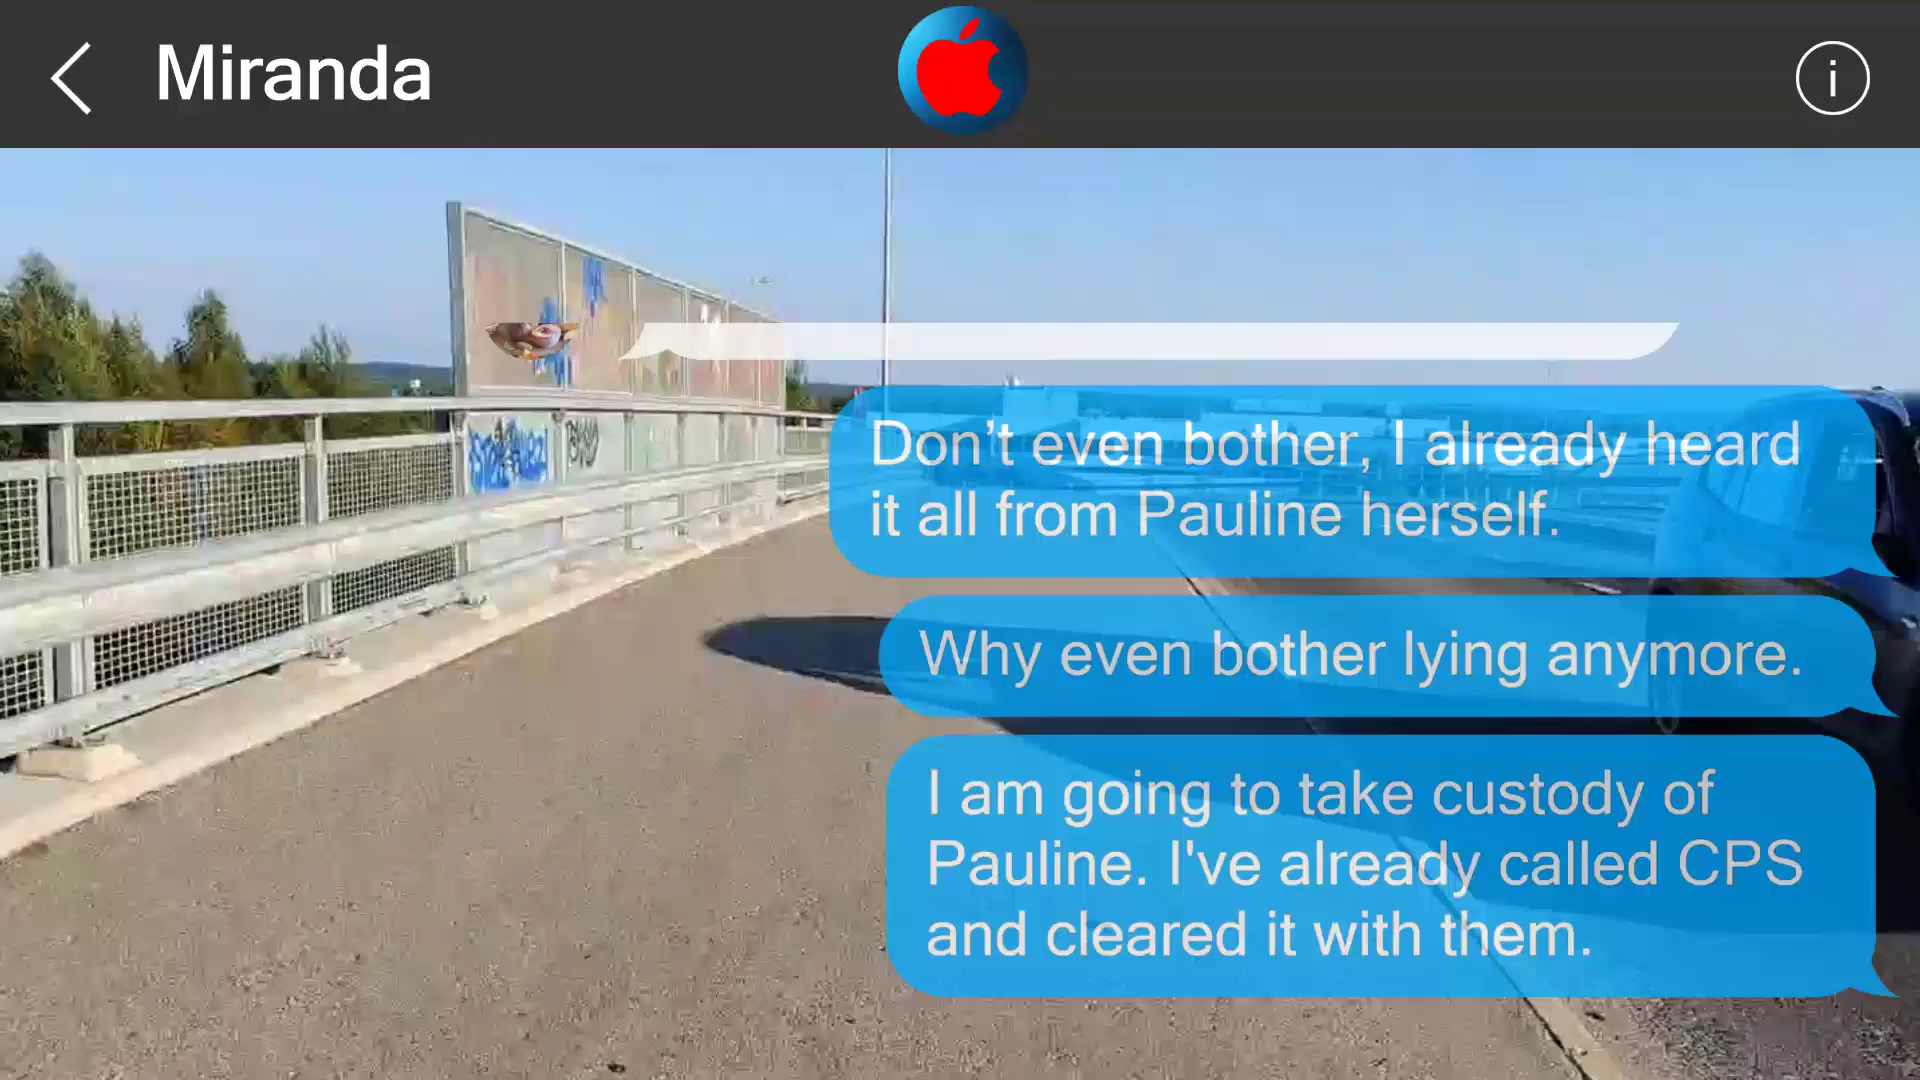 Miranda
Don’t even bother, I already heard
it all from Pauline herself.
Why even bother lying anymore.
I am going to take custody of
Pauline. I've already called CPS
and cleared it with them.